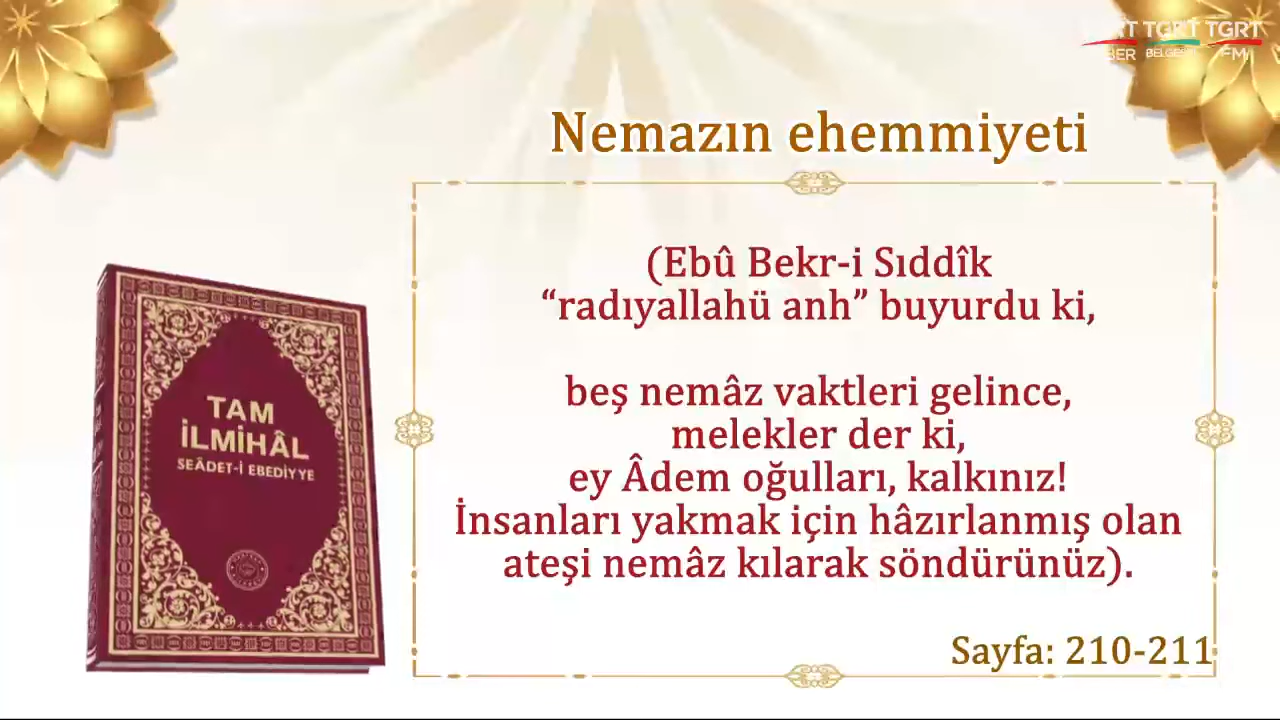 TGRT TGRT
BELGESEL FM
Nemazın ehemmiyeti
(Ebû Bekr-i Sıddîk
“radıyallahü anh” buyurdu ki,
beş nemâz vaktleri gelince,
melekler der ki,
ey Âdem oğulları, kalkınız!
İnsanları yakmak için hâzırlanmış olan
ateşi nemâz kılarak söndürünüz).
Sayfa: 210-211
TAM
İLMİHÂL
SEÂDET-İ EBEDİYYE